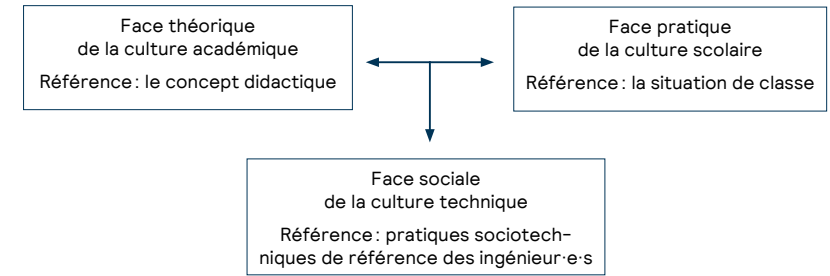 Face théorique
de la culture académique
Référence : le concept didactique
Face pratique
de la culture scolaire
Référence : la situation de classe
Face sociale
de la culture technique
Référence : pratiques sociotech-
niques de référence des ingénieur·e·s